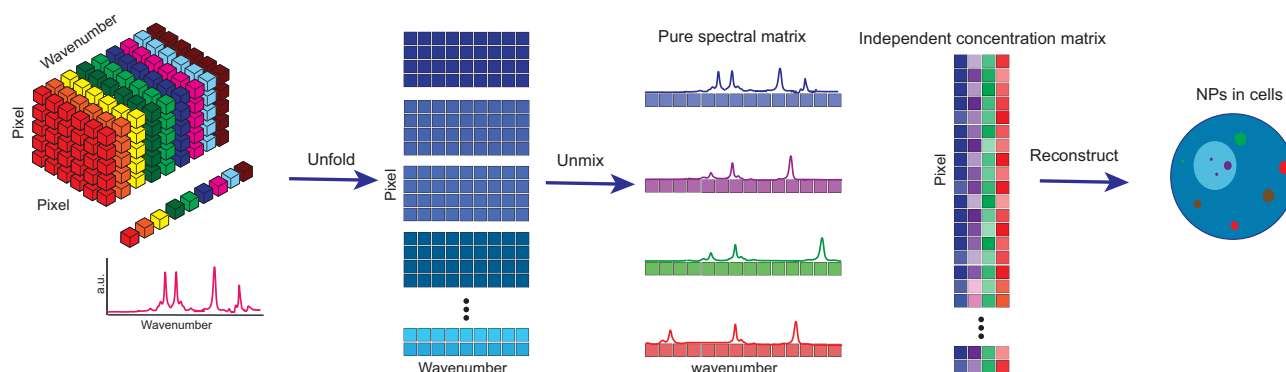 Wavenumber
Pixel
Pixel
a.u.
Wavenumber
Unfold
Pixel
Wavenumber
Unmix
Pure spectral matrix
wavenumber
Independent concentration matrix
Pixel
Reconstruct
NPs in cells